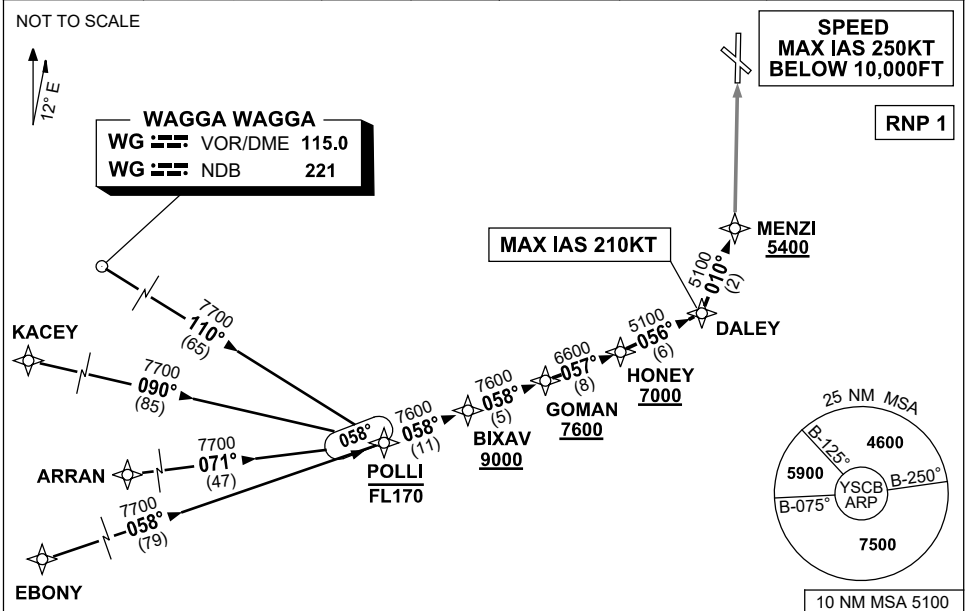 NOT TO SCALE
12° E
SPEED
MAX IAS 250KT
BELOW 10,000FT
RNP 1
WAGGA WAGGA
WG VOR/DME 115.0
WG NDB 221
MENZI
5400
MAX IAS 210KT
5100
010°
(2)
DALEY
7700
110°
(65)
KACEY
7700
090°
(85)
5100
056°
(6)
HONEY
7000
6600
057°
(8)
GOMAN
7600
7600
058°
(5)
BIXAV
9000
7600
058°
(11)
058°
POLLI
FL170
ARRAN
7700
071°
(47)
7700
058°
(79)
EBONY
25 NM MSA
B-125°
4600
5900
B-250°
YSCB
ARP
B-075°
7500
10 NM MSA 5100